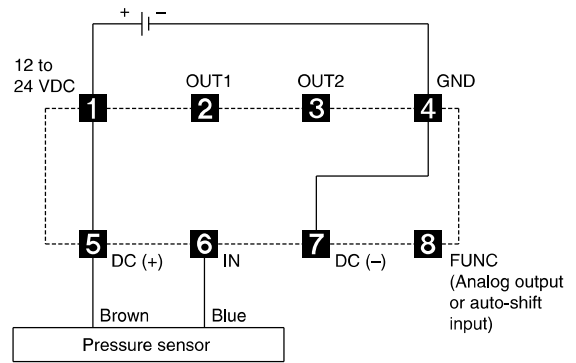 + −
12 to
24 VDC
OUT1
OUT2
GND
1 2 3 4
5 6 7 8
DC (+)
IN
DC (−)
FUNC
(Analog output
or auto-shift
input)
Brown
Blue
Pressure sensor